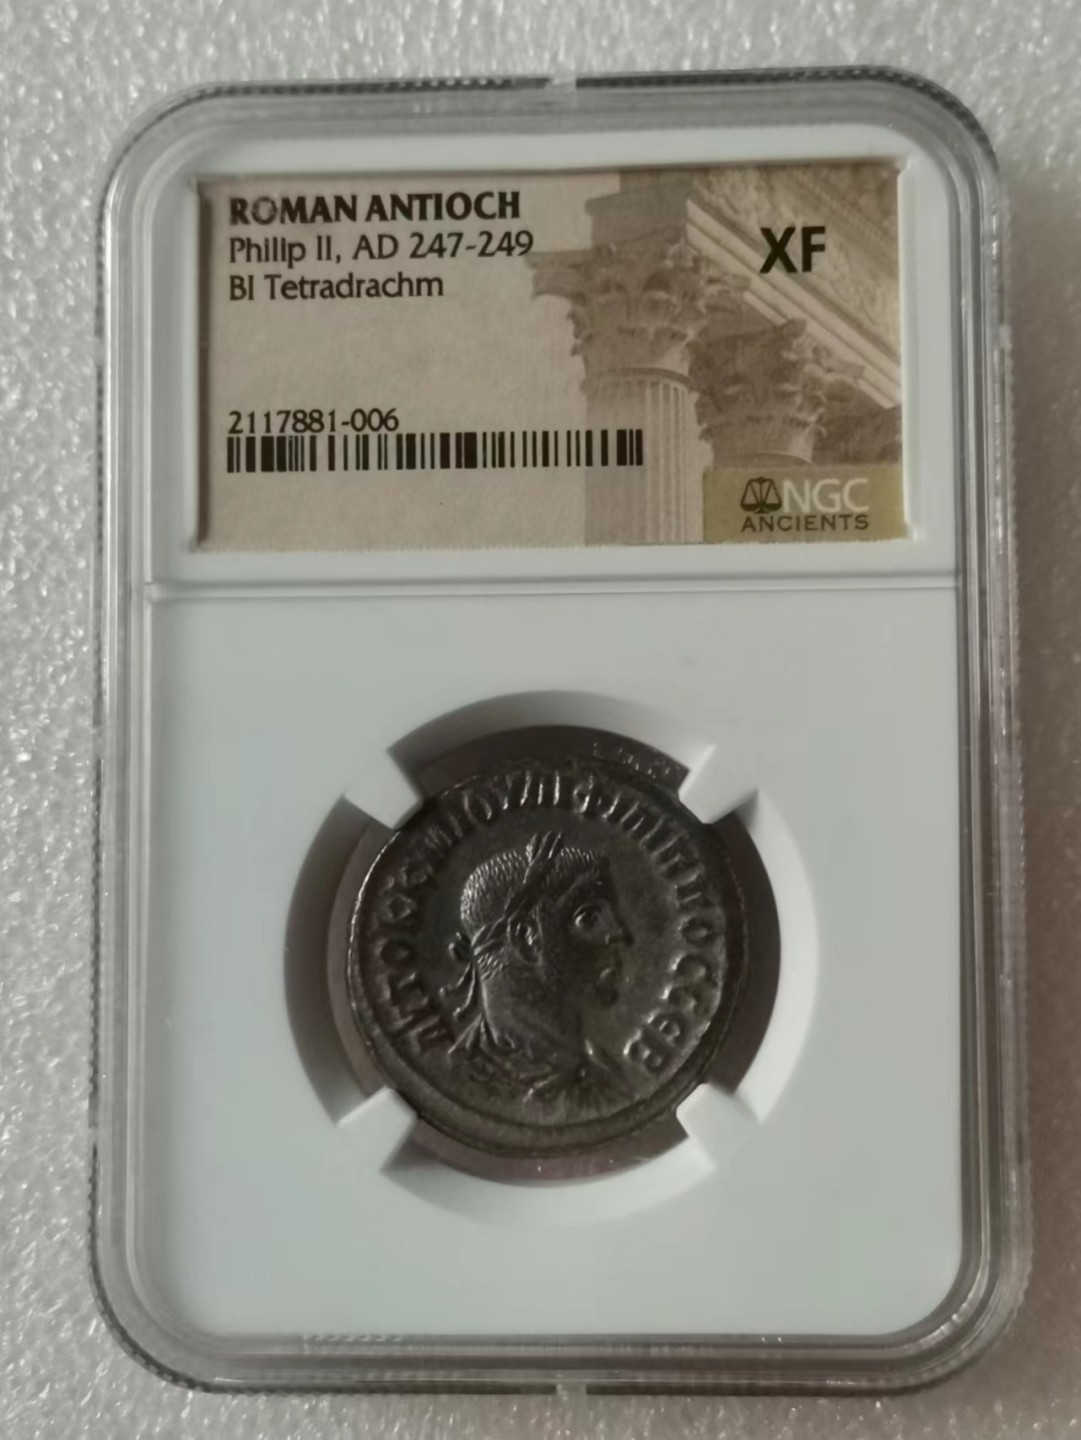 ROMAN ANTIOCH
Philip II, AD 247-249
BI Tetradrachm
XF
2117881-006
NGC
ANCIENTS